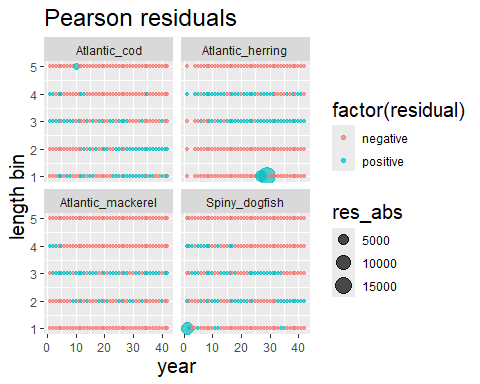 Pearson residuals
Atlantic_cod
Atlantic_herring
5
4
3
2
1
Atlantic_mackerel
Spiny_dogfish
5
4
3
2
1
0 10 20 30 40
0 10 20 30 40
length bin
year
factor(residual)
negative
positive
res_abs
5000
10000
15000